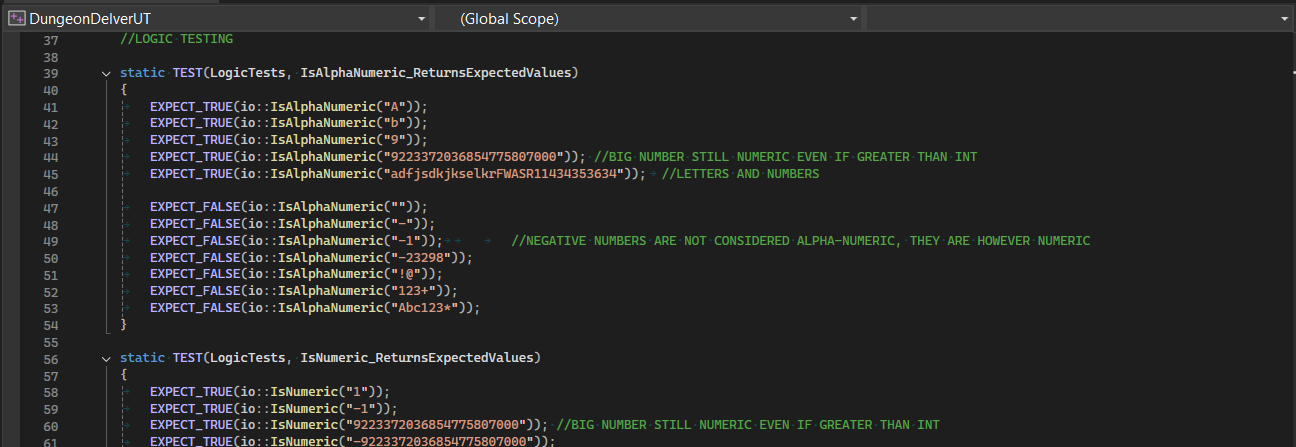 DungeonDelverUT (Global Scope)
37 //LOGIC TESTING
38
39 static TEST(LogicTests, IsAlphaNumeric_ReturnsExpectedValues)
40 {
41 EXPECT_TRUE(io::IsAlphaNumeric("A"));
42 EXPECT_TRUE(io::IsAlphaNumeric("b"));
43 EXPECT_TRUE(io::IsAlphaNumeric("9"));
44 EXPECT_TRUE(io::IsAlphaNumeric("9223372036854775807000")); //BIG NUMBER STILL NUMERIC EVEN IF GREATER THAN INT
45 EXPECT_TRUE(io::IsAlphaNumeric("adfjsdkjkselkrFWASR11434353634")); //LETTERS AND NUMBERS
46
47 EXPECT_FALSE(io::IsAlphaNumeric(""));
48 EXPECT_FALSE(io::IsAlphaNumeric("-"));
49 EXPECT_FALSE(io::IsAlphaNumeric("-1")); //NEGATIVE NUMBERS ARE NOT CONSIDERED ALPHA-NUMERIC, THEY ARE HOWEVER NUMERIC
50 EXPECT_FALSE(io::IsAlphaNumeric("-23298"));
51 EXPECT_FALSE(io::IsAlphaNumeric("!@"));
52 EXPECT_FALSE(io::IsAlphaNumeric("123+"));
53 EXPECT_FALSE(io::IsAlphaNumeric("Abc123*"));
54 }
55
56 static TEST(LogicTests, IsNumeric_ReturnsExpectedValues)
57 {
58 EXPECT_TRUE(io::IsNumeric("1"));
59 EXPECT_TRUE(io::IsNumeric("-1"));
60 EXPECT_TRUE(io::IsNumeric("9223372036854775807000")); //BIG NUMBER STILL NUMERIC EVEN IF GREATER THAN INT
61 EXPECT_TRUE(io::IsNumeric("-9223372036854775807000"));